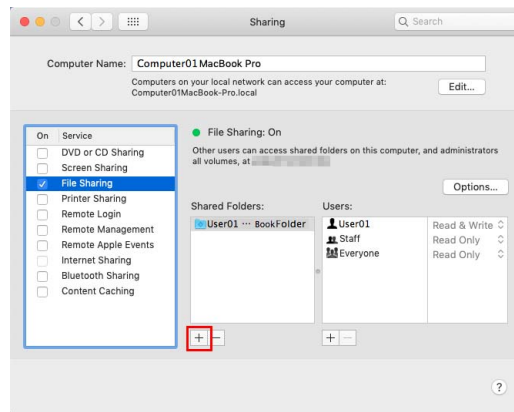 Sharing
Search
Computer Name: Computer01 MacBook Pro
Computers on your local network can access your computer at:
Computer01MacBook-Pro.local
Edit...
On Service
DVD or CD Sharing
Screen Sharing
File Sharing
Printer Sharing
Remote Login
Remote Management
Remote Apple Events
Internet Sharing
Bluetooth Sharing
Content Caching
File Sharing: On
Other users can access shared folders on this computer, and administrators
all volumes, at
Options...
Shared Folders:
User01 ··· BookFolder
Users:
User01 Read & Write
Staff Read Only
Everyone Read Only
+ −
+ −
?